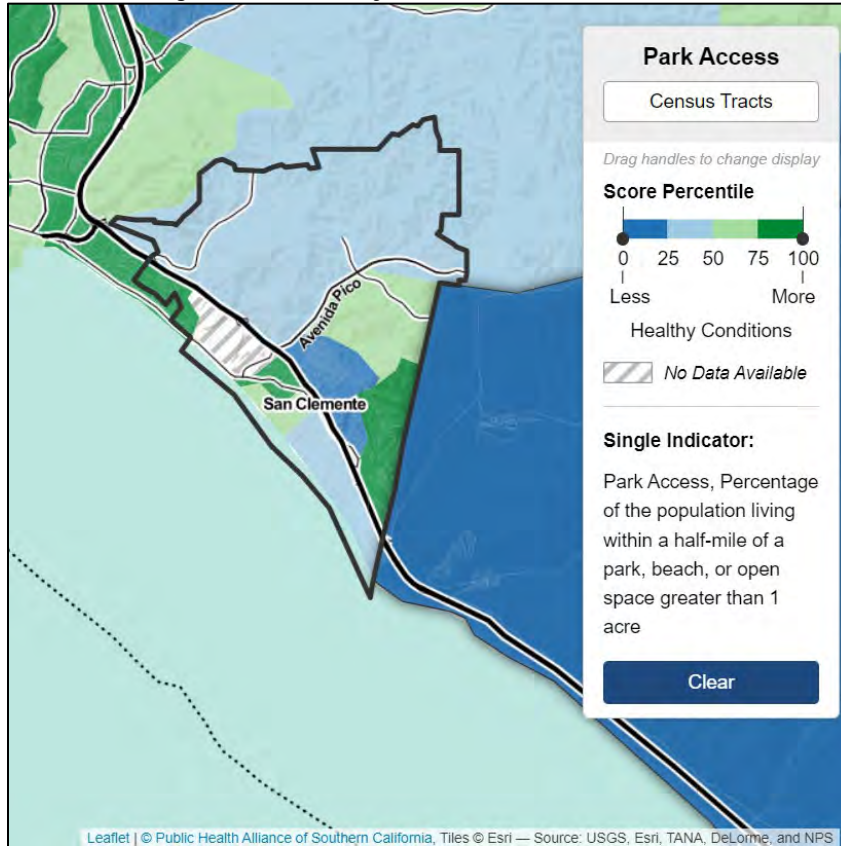 Park Access
Census Tracts
Drag handles to change display
Score Percentile
0 25 50 75 100
Less More
Healthy Conditions
No Data Available
Single Indicator:
Park Access, Percentage
of the population living
within a half-mile of a
park, beach, or open
space greater than 1
acre
Clear
Avenida Pico
San Clemente
Leaflet | © Public Health Alliance of Southern California, Tiles © Esri — Source: USGS, Esri, TANA, DeLorme, and NPS